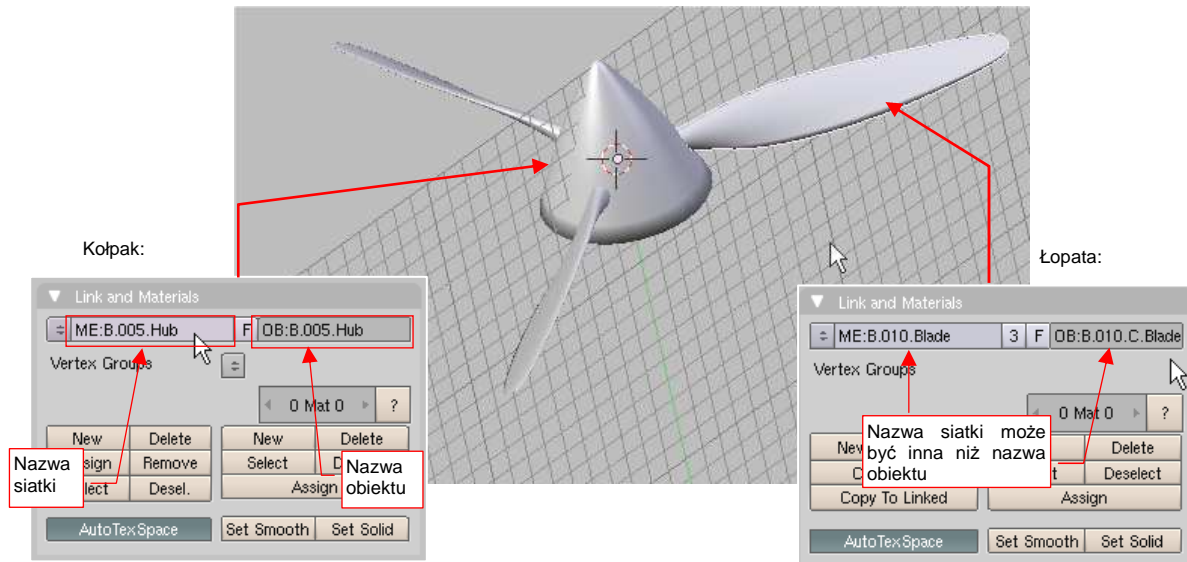 Kołpak:
Łopata:
Link and Materials
ME:B.005.Hub F OB:B.005.Hub
Vertex Groups
0 Mat 0 ?
New Delete New Delete
Remove Select
Desel. Assign
AutoTexSpace Set Smooth Set Solid
Nazwa
siatki
Nazwa
obiektu
Link and Materials
ME:B.010.Blade 3 F OB:B.010.C.Blade
Vertex Groups
0 Mat 0 ?
Delete
Deselect
Copy To Linked Assign
AutoTexSpace Set Smooth Set Solid
Nazwa siatki może
być inna niż nazwa
obiektu